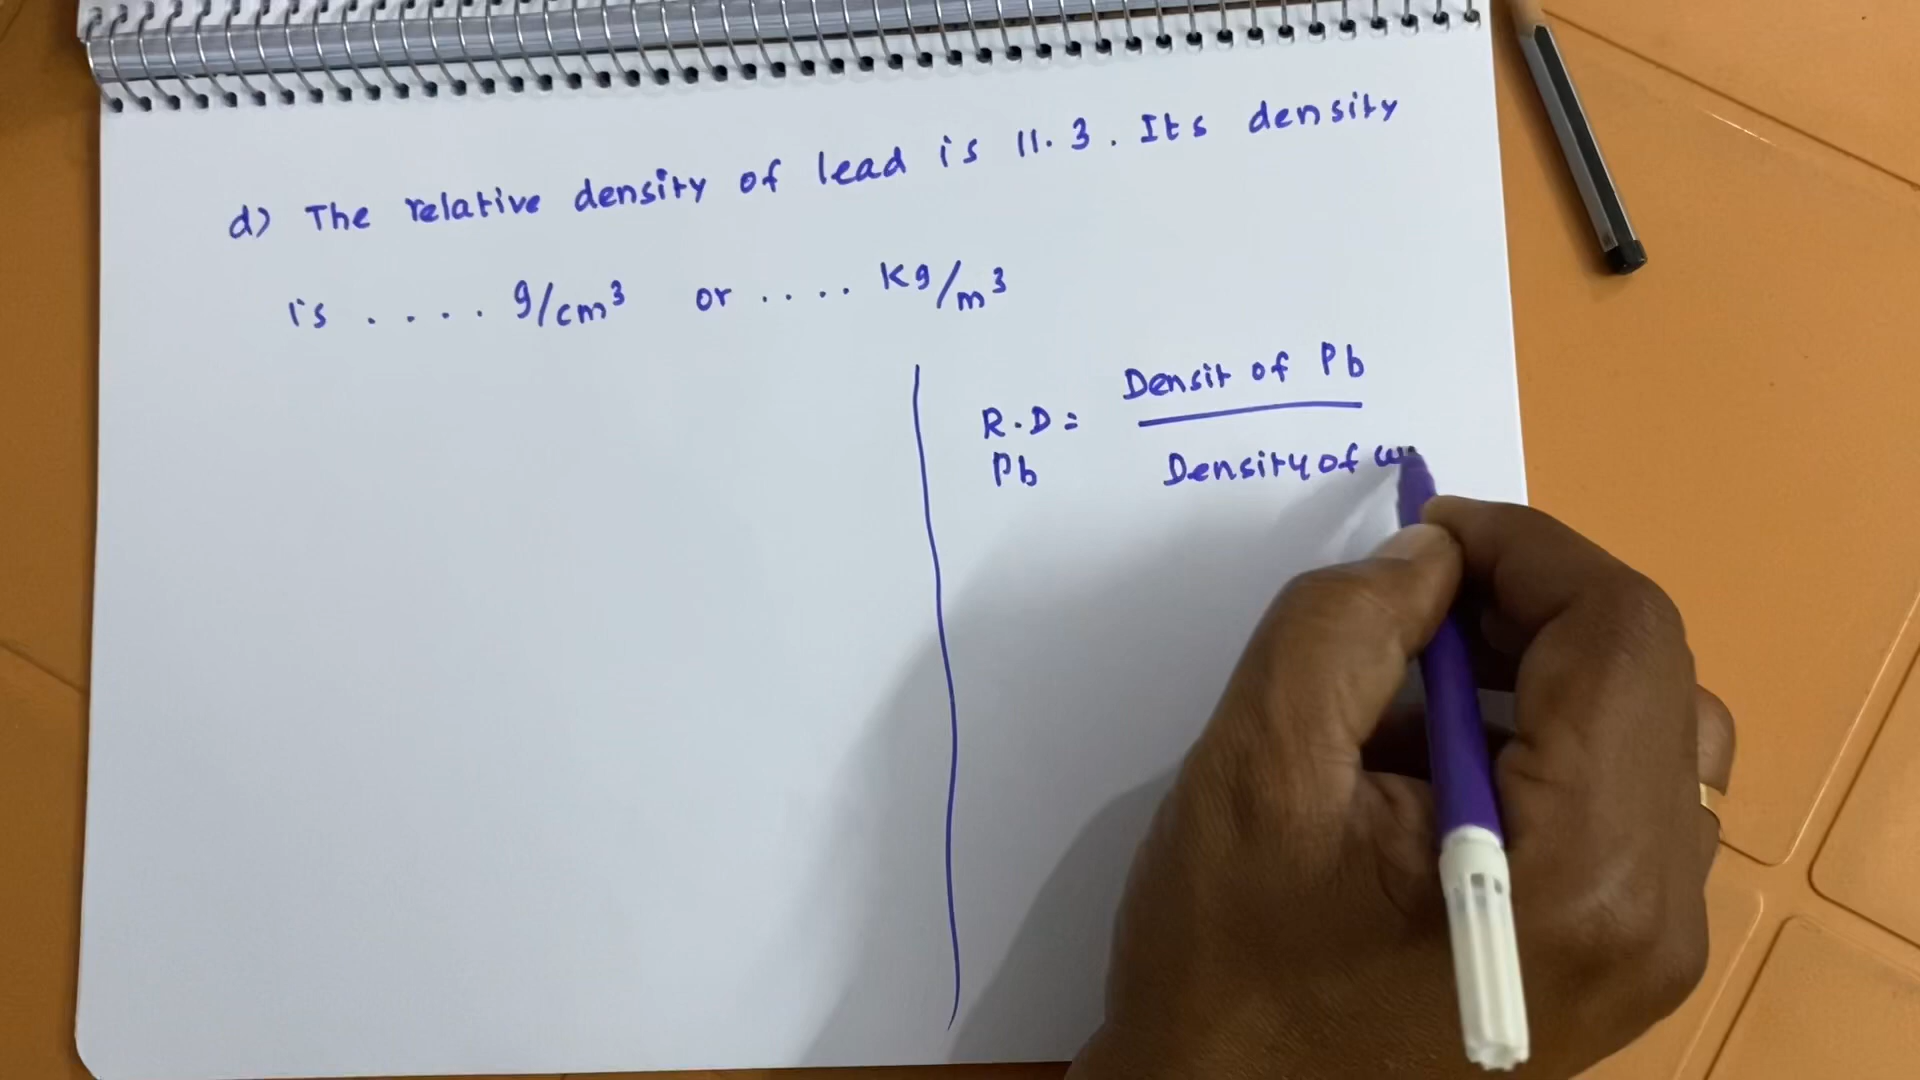 d) The relative density of lead is 11.3. Its density
is .... g/cm³ or .... Kg/m³
Densit of Pb
R.D =
Pb
Density of